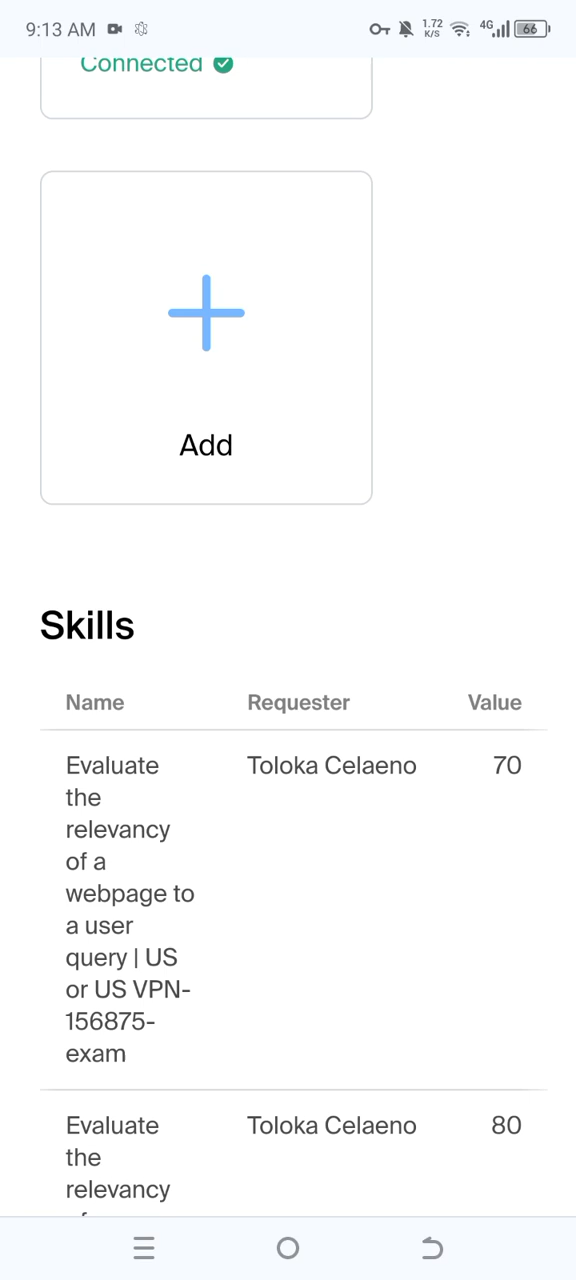 9:13 AM 1.72 K/S 4G 66
Connected
Add
Skills
Name Requester Value
Evaluate Toloka Celaeno 70
the
relevancy
of a
webpage to
a user
query | US
or US VPN-
156875-
exam
Evaluate Toloka Celaeno 80
the
relevancy